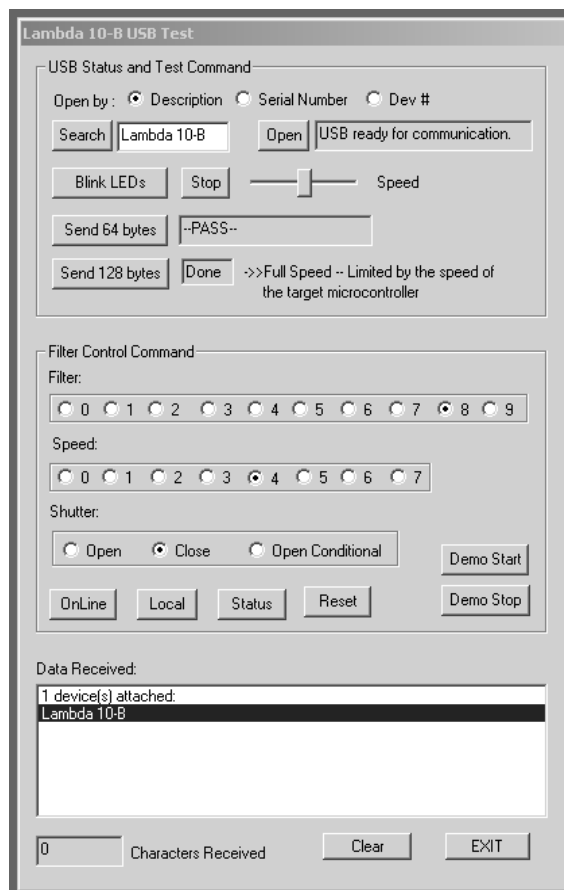 Lambda 10-B USB Test
USB Status and Test Command
Open by : Description Serial Number Dev #
Search Lambda 10-B Open USB ready for communication.
Blink LEDs Stop Speed
Send 64 bytes --PASS--
Send 128 bytes Done ->>Full Speed -- Limited by the speed of
the target microcontroller
Filter Control Command
Filter:
0 1 2 3 4 5 6 7 8 9
Speed:
0 1 2 3 4 5 6 7
Shutter:
Open Close Open Conditional
Demo Start
OnLine Local Status Reset Demo Stop
Data Received:
1 device(s) attached:
Lambda 10-B
0 Characters Received Clear EXIT